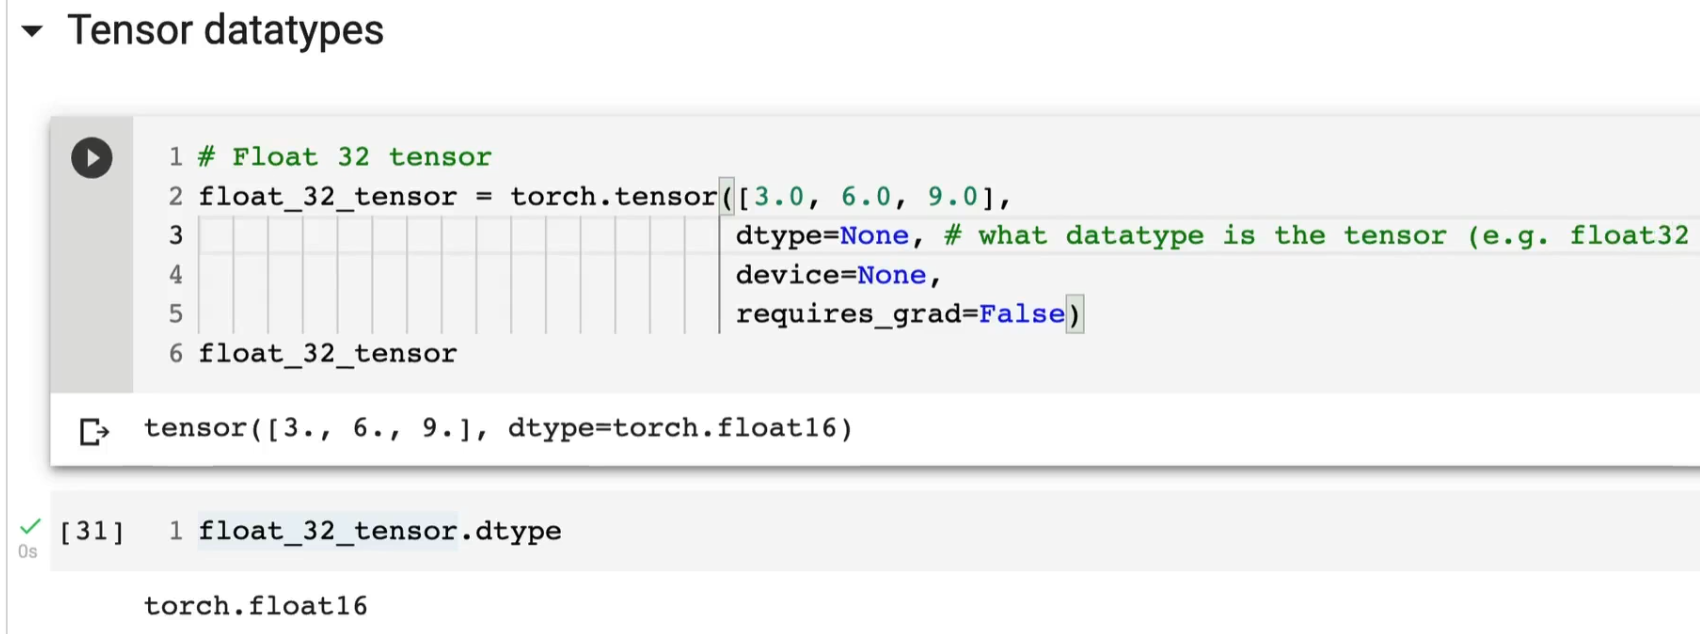 Tensor datatypes
1 # Float 32 tensor
2 float_32_tensor = torch.tensor([3.0, 6.0, 9.0],
3 dtype=None, # what datatype is the tensor (e.g. float32
4 device=None,
5 requires_grad=False)
6 float_32_tensor
tensor([3., 6., 9.], dtype=torch.float16)
[31] 1 float_32_tensor.dtype
0s
torch.float16